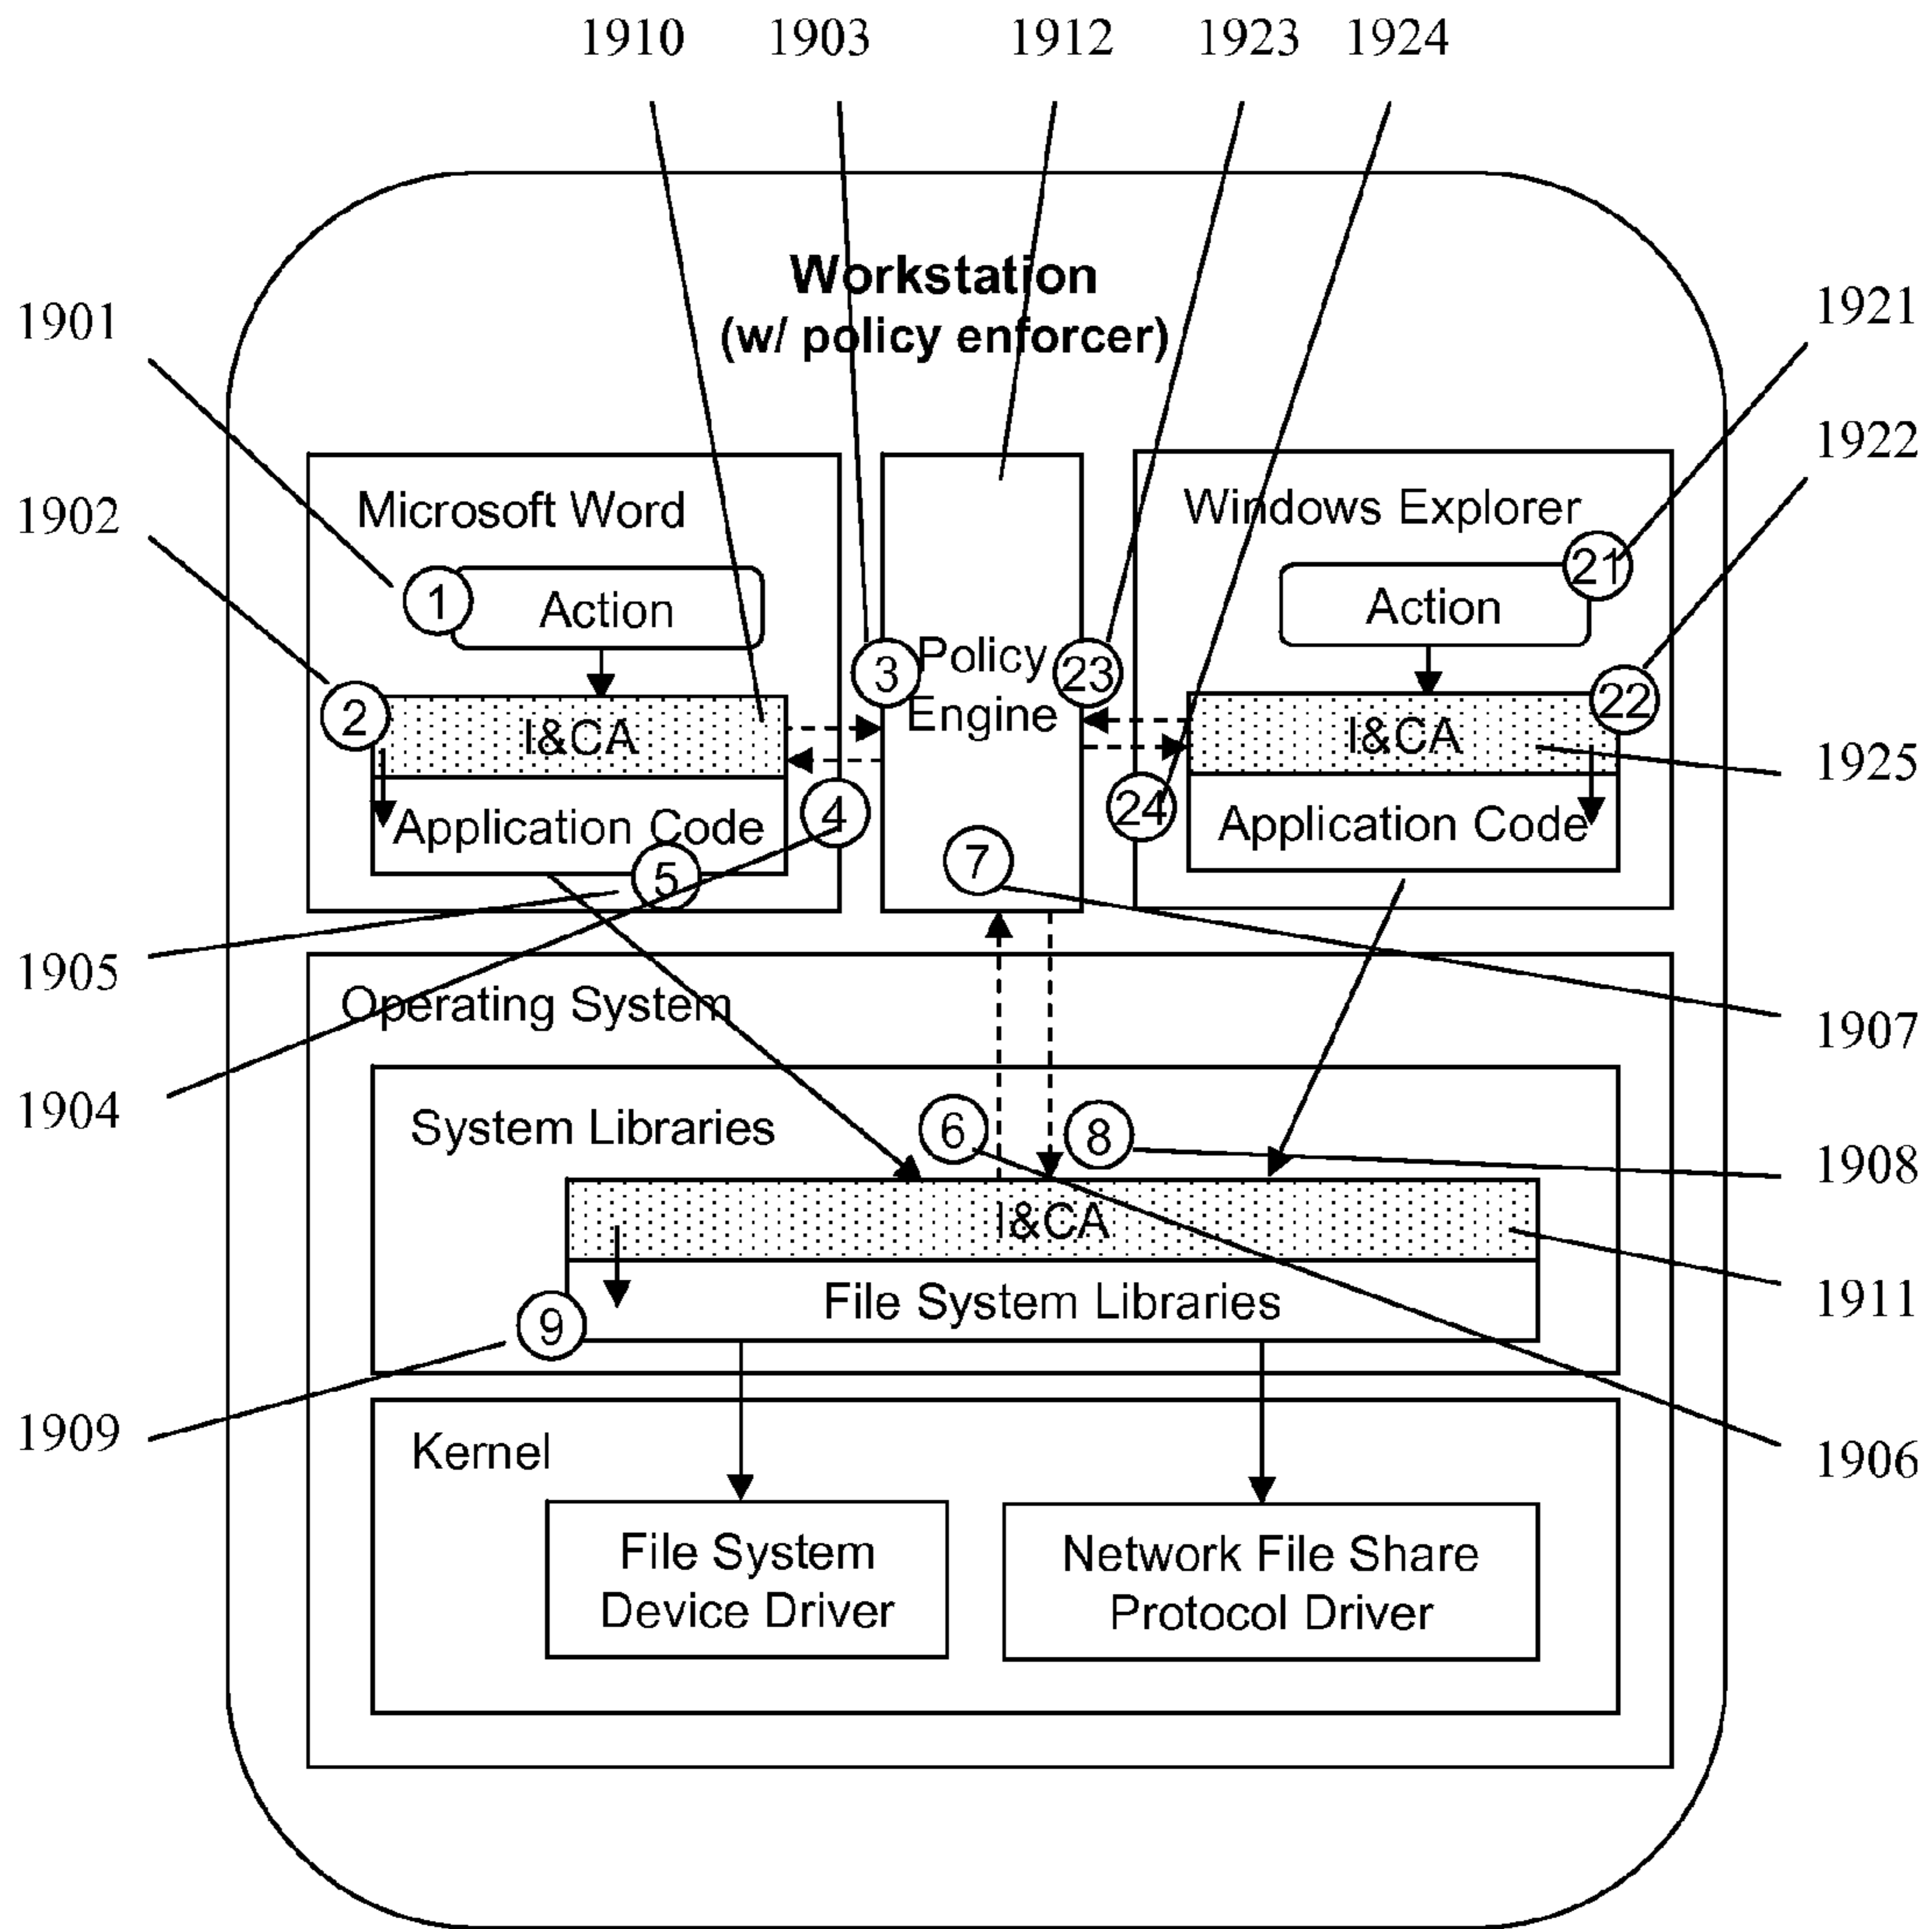 1910 1903 1912 1923 1924
Workstation
(w/ policy enforcer)
1901
1921
1922
1902
Microsoft Word
Windows Explorer
1
Action
21
Action
2
I&CA
3
Policy
Engine
23
22
I&CA
1925
Application Code
4
24
Application Code
5
7
1905
Operating System
1907
1904
System Libraries
6
8
1908
I&CA
1911
File System Libraries
9
1909
Kernel
1906
File System
Device Driver
Network File Share
Protocol Driver